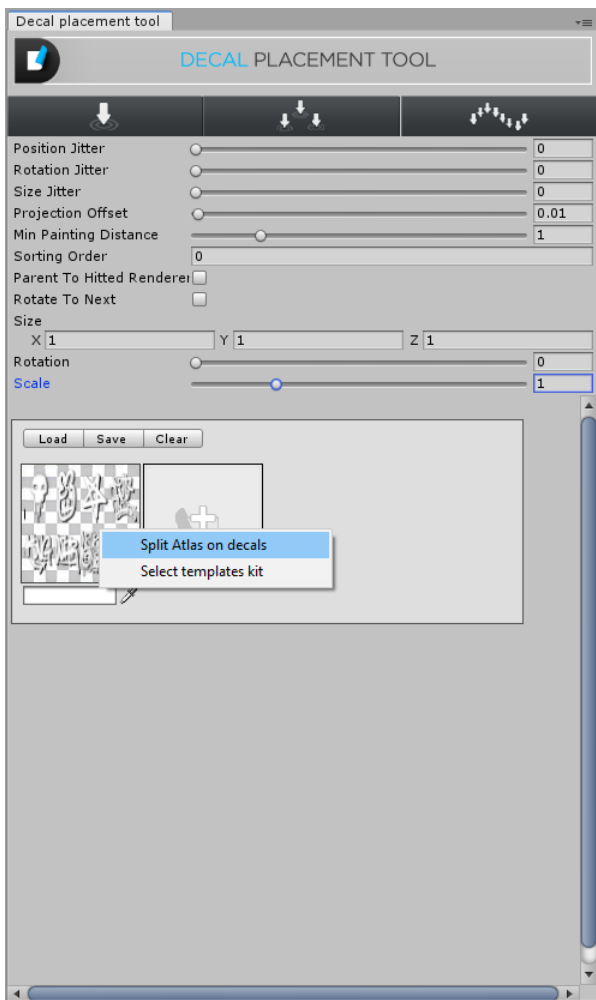 Decal placement tool
DECAL PLACEMENT TOOL
Position Jitter 0
Rotation Jitter 0
Size Jitter 0
Projection Offset 0.01
Min Painting Distance 1
Sorting Order 0
Parent To Hitted Renderer
Rotate To Next
Size
X 1 Y 1 Z 1
Rotation 0
Scale 1
Load Save Clear
Split Atlas on decals
Select templates kit